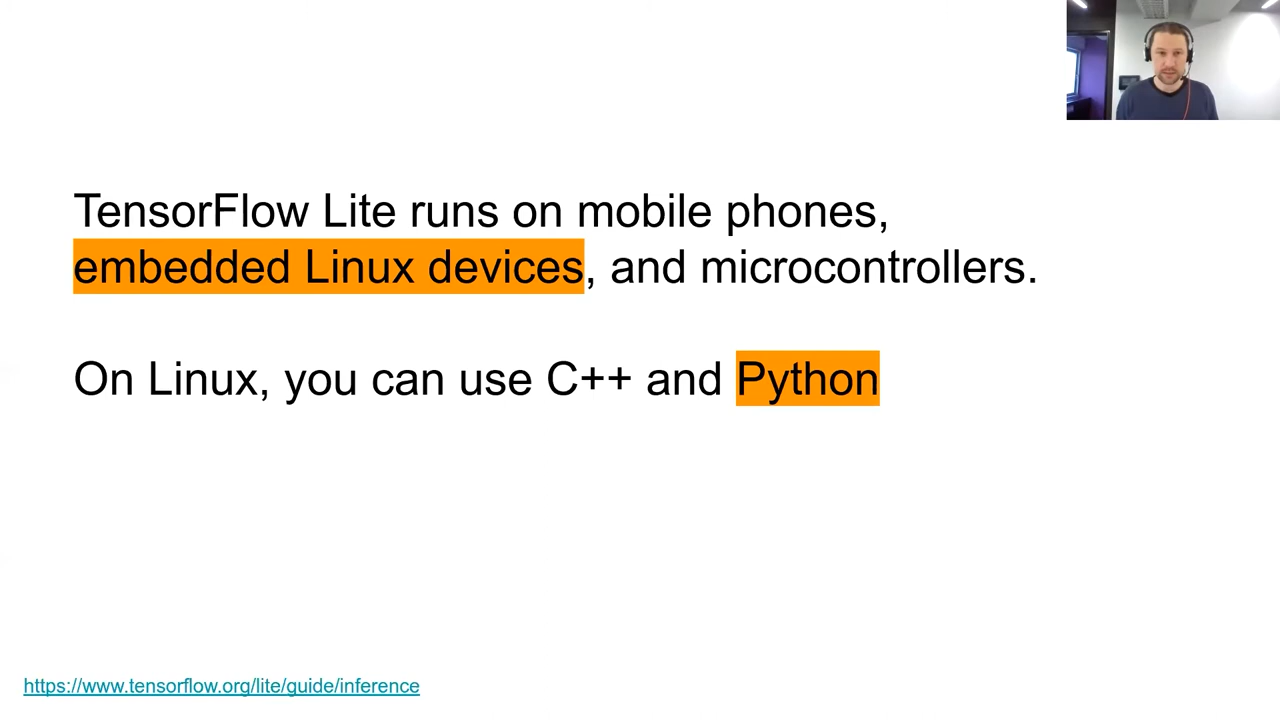 TensorFlow Lite runs on mobile phones,
embedded Linux devices, and microcontrollers.
On Linux, you can use C++ and Python
https://www.tensorflow.org/lite/guide/inference